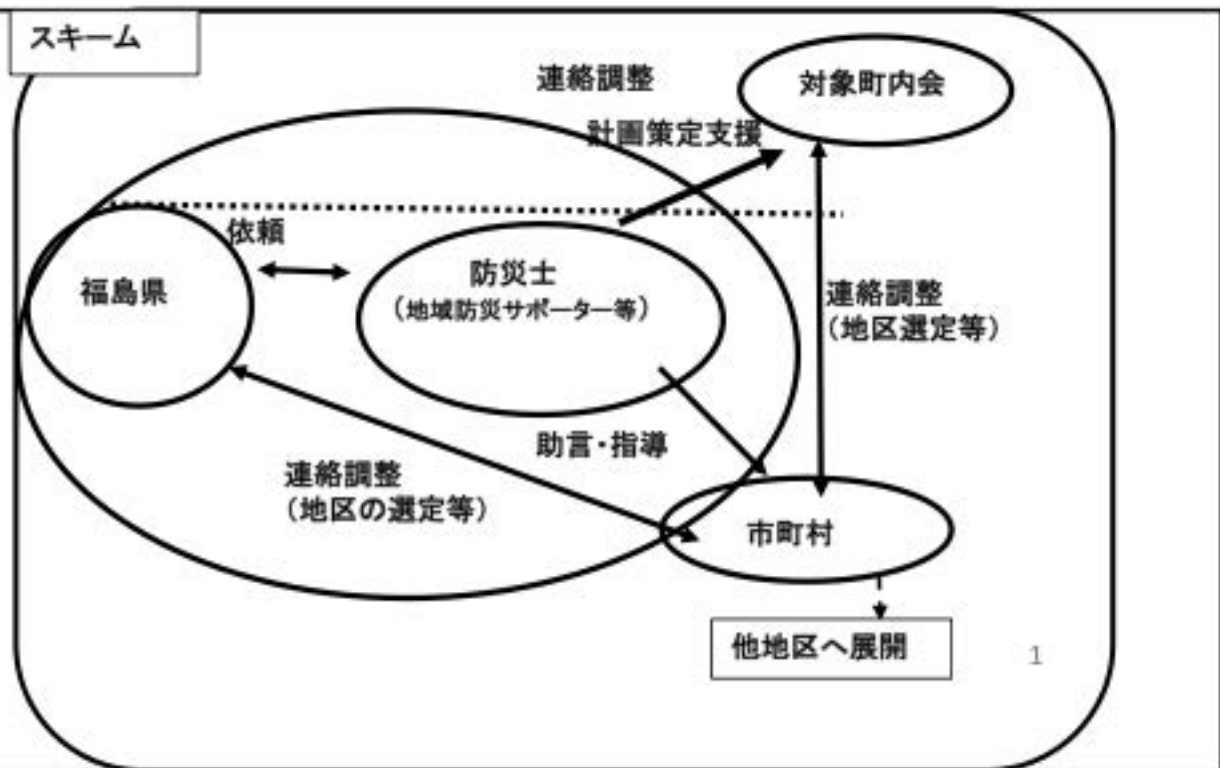 スキーム
連絡調整
対象町内会
計画策定支援
依頼
福島県
防災士
（地域防災サポーター等）
連絡調整
（地区選定等）
助言・指導
連絡調整
（地区の選定等）
市町村
他地区へ展開
1